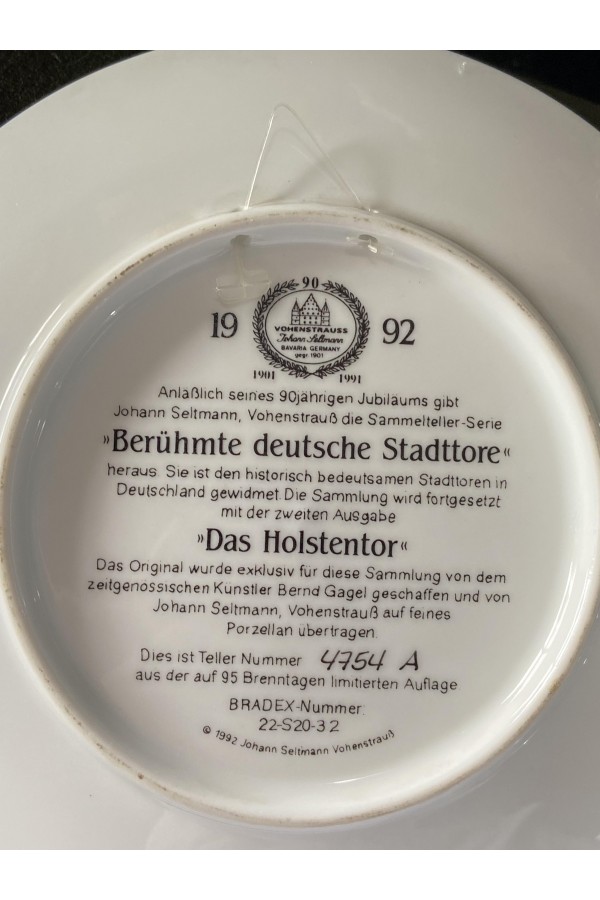 90
19 92
VOHENSTRAUSS
Johann Seltmann
BAVARIA GERMANY
gegr. 1901
1901 1991
Anläßlich seines 90jährigen Jubiläums gibt
Johann Seltmann, Vohenstrauß die Sammelteller-Serie
»Berühmte deutsche Stadttore«
heraus. Sie ist den historisch bedeutsamen Stadttoren in
Deutschland gewidmet. Die Sammlung wird fortgesetzt
mit der zweiten Ausgabe
»Das Holstentor«
Das Original wurde exklusiv für diese Sammlung von dem
zeitgenössischen Künstler Bernd Gagel geschaffen und von
Johann Seltmann, Vohenstrauß auf feines
Porzellan übertragen.
Dies ist Teller Nummer 4754 A
aus der auf 95 Brenntagen limitierten Auflage
BRADEX-Nummer:
22-S20-3.2
© 1992 Johann Seltmann Vohenstrauß